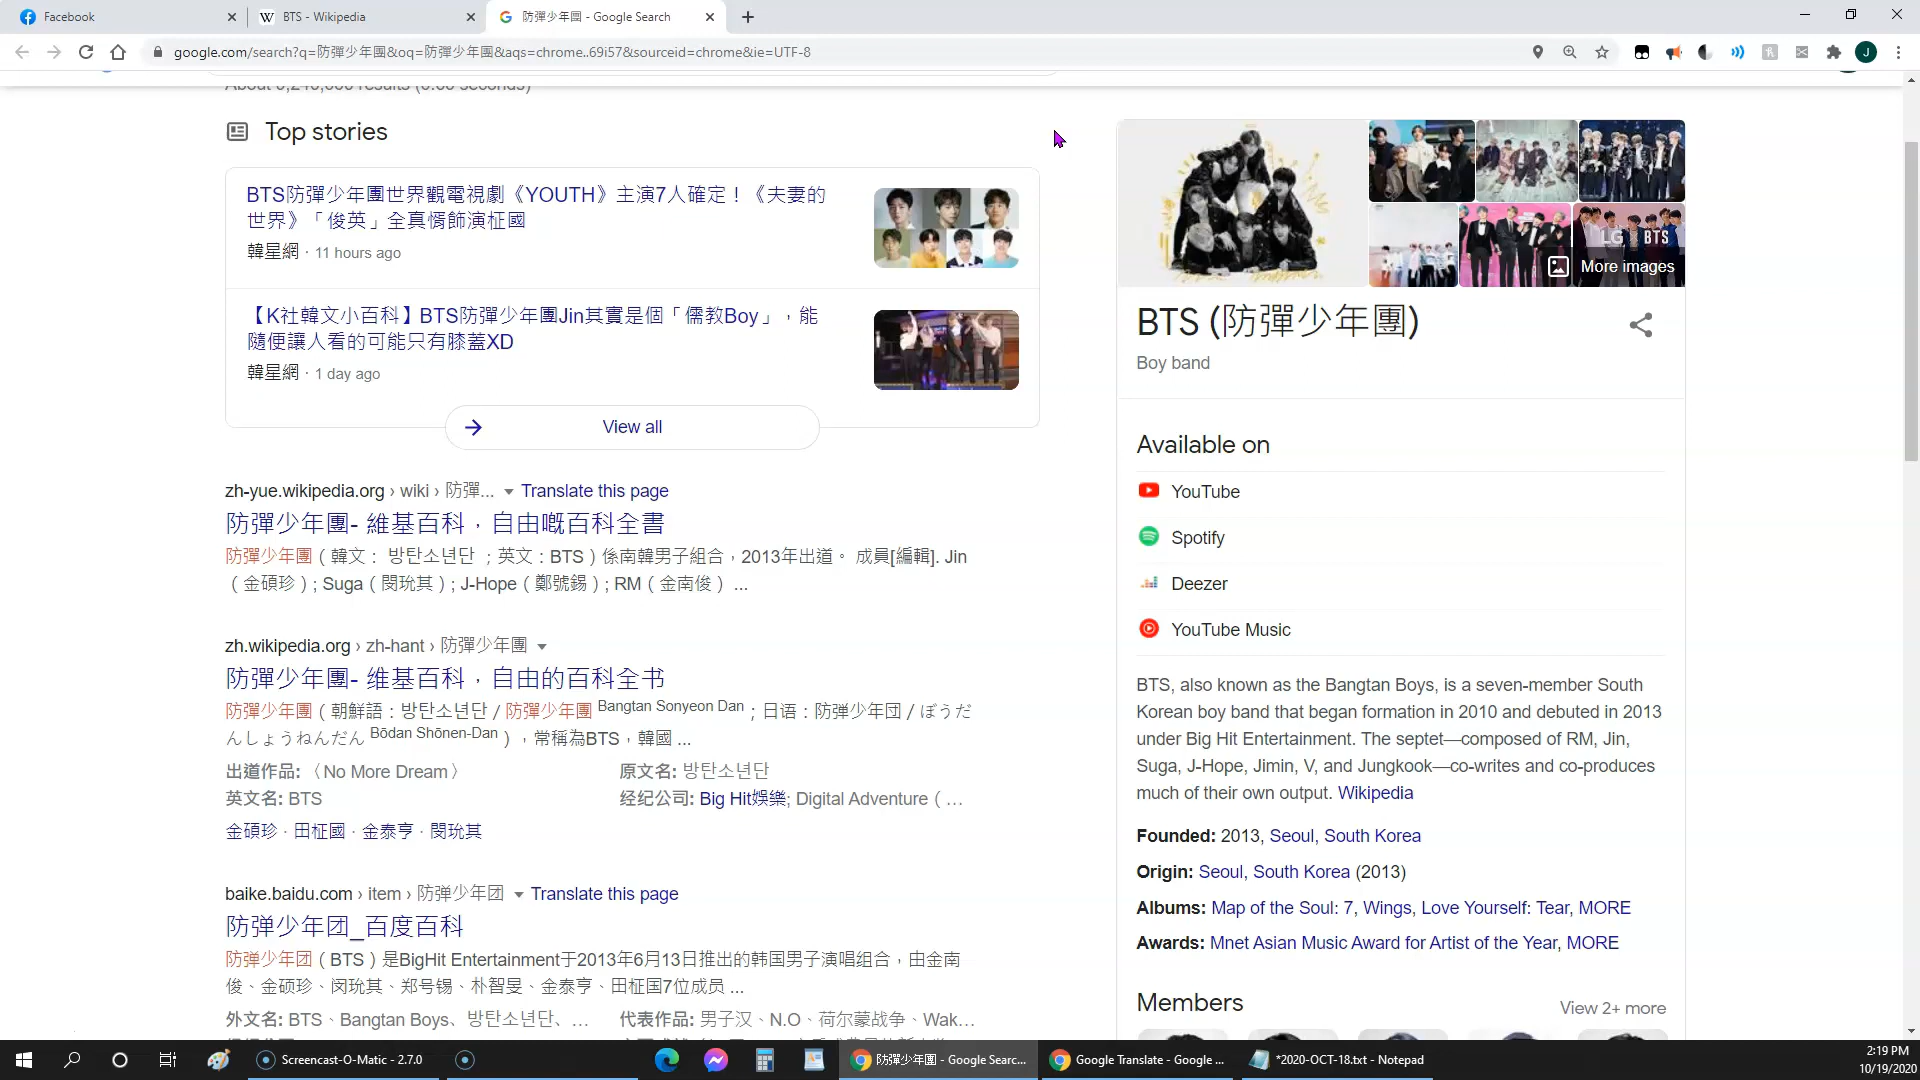 Facebook
BTS - Wikipedia
防彈少年團 - Google Search
google.com/search?q=防彈少年團&oq=防彈少年團&aqs=chrome..69i57&sourceid=chrome&ie=UTF-8
J
Top stories
BTS防彈少年團世界觀電視劇《YOUTH》主演7人確定！《夫妻的
世界》「俊英」全真惰飾演柾國
韓星網 · 11 hours ago
【K社韓文小百科】BTS防彈少年團Jin其實是個「儒教Boy」，能
隨便讓人看的可能只有膝蓋XD
韓星網 · 1 day ago
View all
zh-yue.wikipedia.org › wiki › 防彈... Translate this page
防彈少年團- 維基百科，自由嘅百科全書
防彈少年團（韓文： 방탄소년단 ；英文：BTS）係南韓男子組合，2013年出道。 成員[編輯]. Jin
（金碩珍）; Suga（閔玧其）; J-Hope（鄭號錫）; RM（金南俊） ...
zh.wikipedia.org › zh-hant › 防彈少年團
防彈少年團- 维基百科，自由的百科全书
防彈少年團（朝鮮語：방탄소년단 / 防彈少年團 Bangtan Sonyeon Dan；日语：防弾少年団 / ぼうだ
んしょうねんだん Bōdan Shōnen-Dan），常稱為BTS，韓國 ...
出道作品: 〈No More Dream〉 原文名: 방탄소년단
英文名: BTS 经纪公司: Big Hit娛樂; Digital Adventure（...
金碩珍 · 田柾國 · 金泰亨 · 閔玧其
baike.baidu.com › item › 防弹少年团 Translate this page
防弹少年团_百度百科
防弹少年团（BTS）是BigHit Entertainment于2013年6月13日推出的韩国男子演唱组合，由金南
俊、金硕珍、闵玧其、郑号锡、朴智旻、金泰亨、田柾国7位成员 ...
外文名: BTS、Bangtan Boys、방탄소년단、... 代表作品: 男子汉、N.O、荷尔蒙战争、Wak...
LG BTS
More images
BTS (防彈少年團)
Boy band
Available on
YouTube
Spotify
Deezer
YouTube Music
BTS, also known as the Bangtan Boys, is a seven-member South
Korean boy band that began formation in 2010 and debuted in 2013
under Big Hit Entertainment. The septet—composed of RM, Jin,
Suga, J-Hope, Jimin, V, and Jungkook—co-writes and co-produces
much of their own output. Wikipedia
Founded: 2013, Seoul, South Korea
Origin: Seoul, South Korea (2013)
Albums: Map of the Soul: 7, Wings, Love Yourself: Tear, MORE
Awards: Mnet Asian Music Award for Artist of the Year, MORE
Members
View 2+ more
Screencast-O-Matic - 2.7.0
防彈少年團 - Google Searc...
Google Translate - Google ...
*2020-OCT-18.txt - Notepad
2:19 PM
10/19/2020